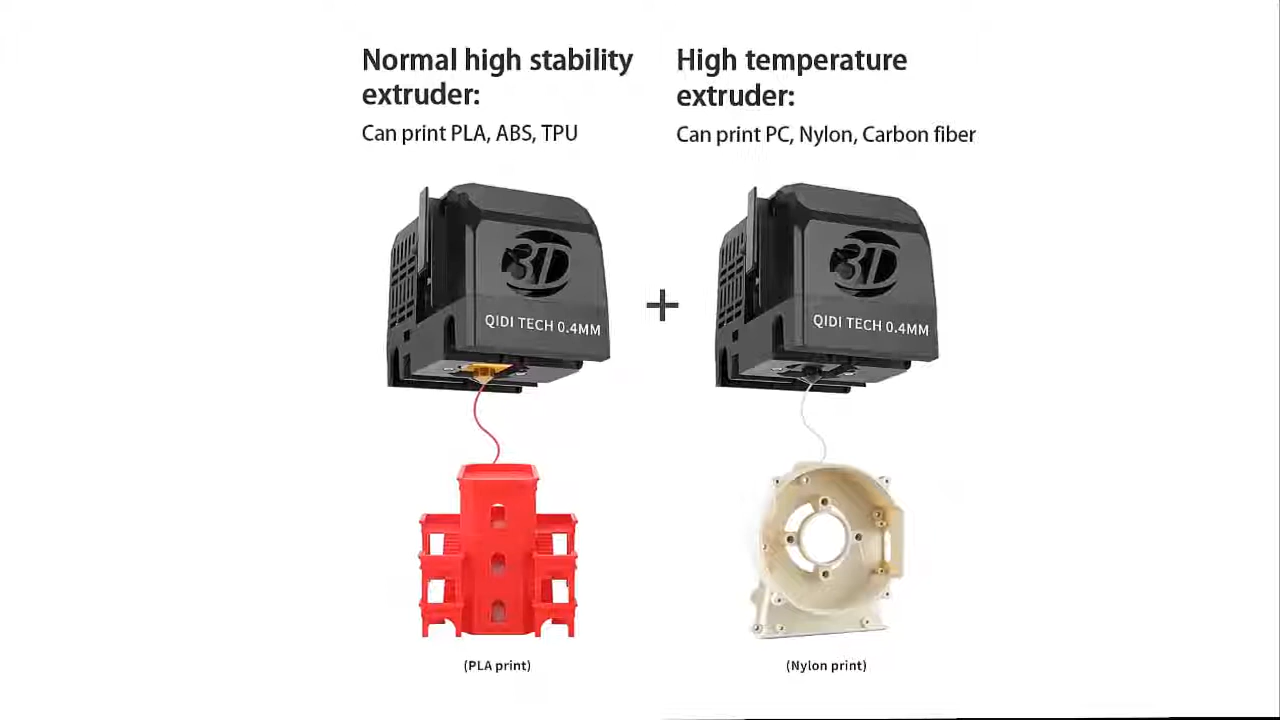 Normal high stability
extruder:
Can print PLA, ABS, TPU
High temperature
extruder:
Can print PC, Nylon, Carbon fiber
3D
QIDI TECH 0.4MM
3D
QIDI TECH 0.4MM
+
(PLA print)
(Nylon print)